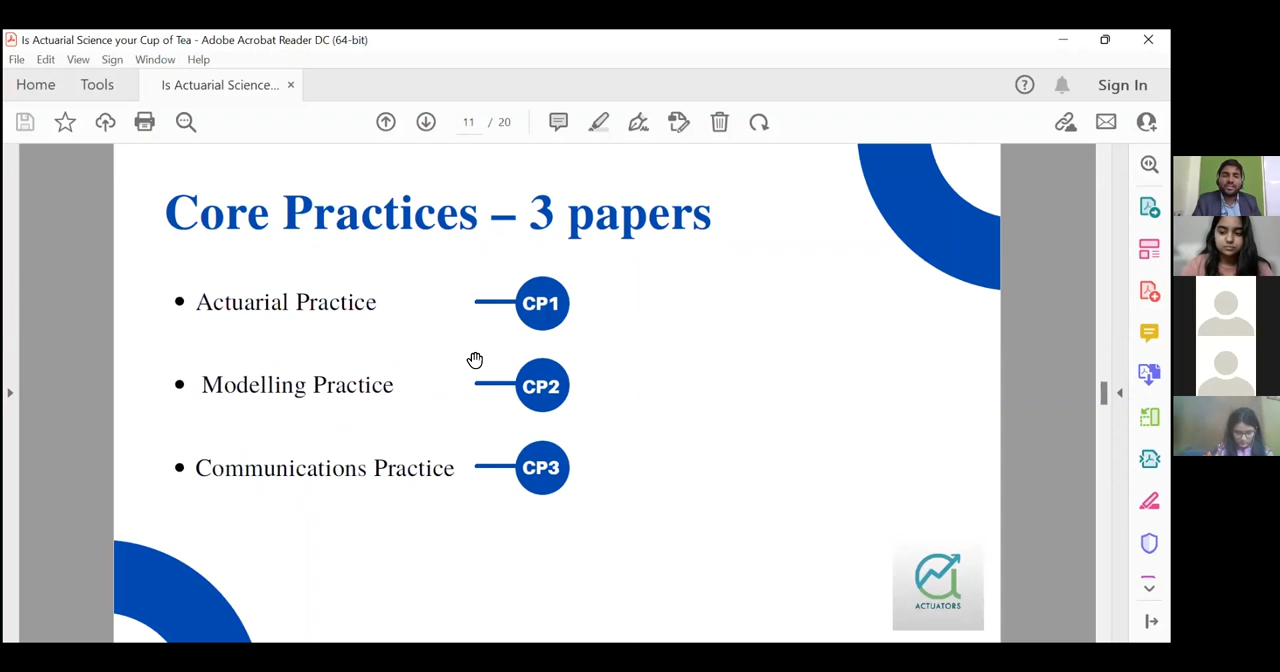 Is Actuarial Science your Cup of Tea - Adobe Acrobat Reader DC (64-bit)
File Edit View Sign Window Help
Home Tools Is Actuarial Science... × Sign In
11 / 20
Core Practices – 3 papers
• Actuarial Practice CP1
• Modelling Practice CP2
• Communications Practice CP3
ACTUATORS